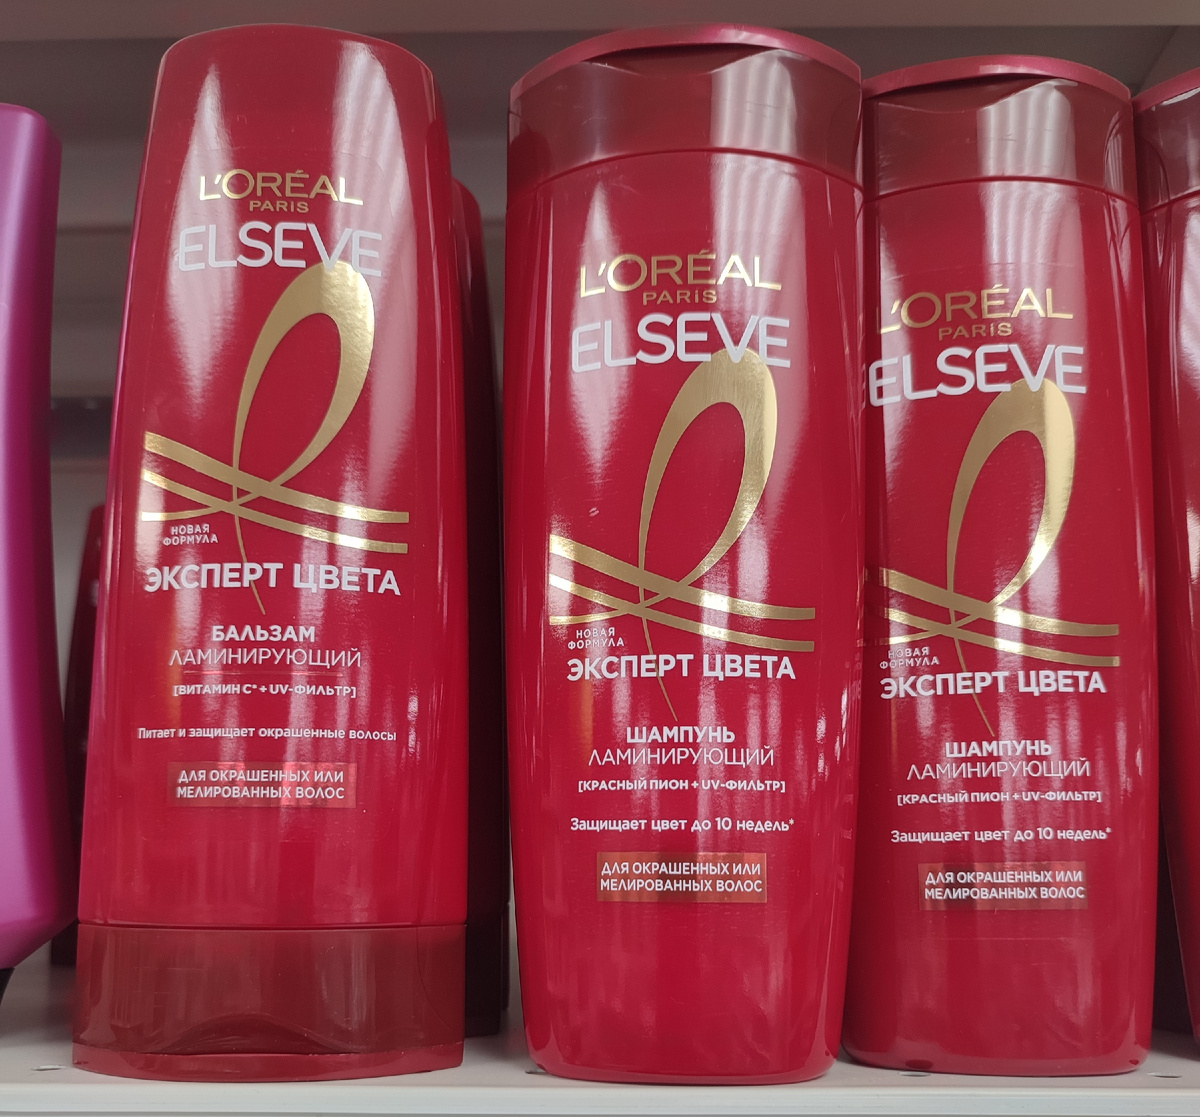 L'ORÉAL
PARIS
ELSEVE
НОВАЯ
ФОРМУЛА
ЭКСПЕРТ ЦВЕТА
БАЛЬЗАМ
ЛАМИНИРУЮЩИЙ
[ВИТАМИН С* + UV-ФИЛЬТР]
Питает и защищает окрашенные волосы
ДЛЯ ОКРАШЕННЫХ ИЛИ
МЕЛИРОВАННЫХ ВОЛОС
L'ORÉAL
PARIS
ELSEVE
НОВАЯ
ФОРМУЛА
ЭКСПЕРТ ЦВЕТА
ШАМПУНЬ
ЛАМИНИРУЮЩИЙ
[КРАСНЫЙ ПИОН + UV-ФИЛЬТР]
Защищает цвет до 10 недель*
ДЛЯ ОКРАШЕННЫХ ИЛИ
МЕЛИРОВАННЫХ ВОЛОС
L'ORÉAL
PARIS
ELSEVE
НОВАЯ
ФОРМУЛА
ЭКСПЕРТ ЦВЕТА
ШАМПУНЬ
ЛАМИНИРУЮЩИЙ
[КРАСНЫЙ ПИОН + UV-ФИЛЬТР]
Защищает цвет до 10 недель*
ДЛЯ ОКРАШЕННЫХ ИЛИ
МЕЛИРОВАННЫХ ВОЛОС